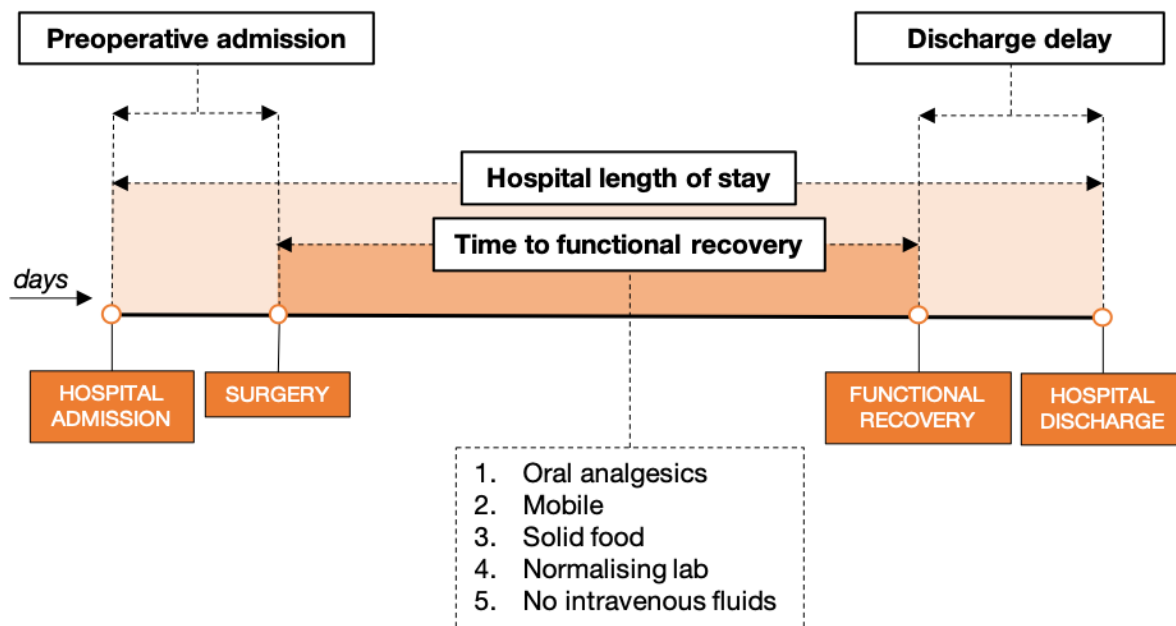 Preoperative admission
Discharge delay
Hospital length of stay
Time to functional recovery
days
HOSPITAL
ADMISSION
SURGERY
FUNCTIONAL
RECOVERY
HOSPITAL
DISCHARGE
1. Oral analgesics
2. Mobile
3. Solid food
4. Normalising lab
5. No intravenous fluids